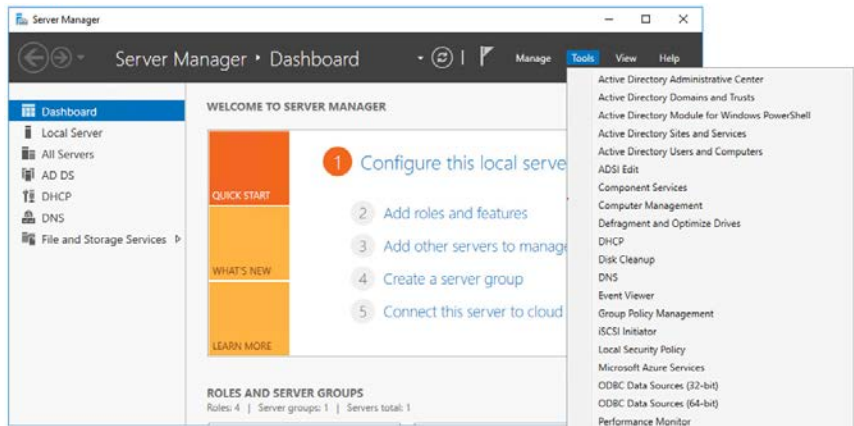 Server Manager
Server Manager • Dashboard
Manage Tools View Help
Dashboard
Local Server
All Servers
AD DS
DHCP
DNS
File and Storage Services
WELCOME TO SERVER MANAGER
QUICK START
WHAT'S NEW
LEARN MORE
1 Configure this local serve
2 Add roles and features
3 Add other servers to manage
4 Create a server group
5 Connect this server to cloud
ROLES AND SERVER GROUPS
Roles: 4 | Server groups: 1 | Servers total: 1
Active Directory Administrative Center
Active Directory Domains and Trusts
Active Directory Module for Windows PowerShell
Active Directory Sites and Services
Active Directory Users and Computers
ADSI Edit
Component Services
Computer Management
Defragment and Optimize Drives
DHCP
Disk Cleanup
DNS
Event Viewer
Group Policy Management
iSCSI Initiator
Local Security Policy
Microsoft Azure Services
ODBC Data Sources (32-bit)
ODBC Data Sources (64-bit)
Performance Monitor